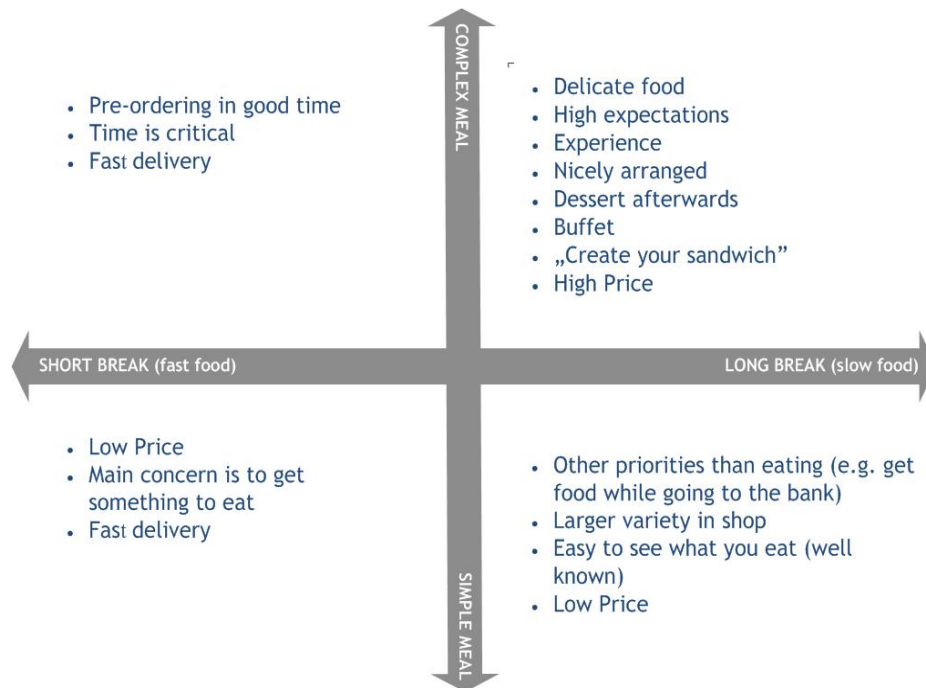 COMPLEX MEAL
• Pre-ordering in good time
• Time is critical
• Fast delivery
• Delicate food
• High expectations
• Experience
• Nicely arranged
• Dessert afterwards
• Buffet
• „Create your sandwich”
• High Price
SHORT BREAK (fast food)
LONG BREAK (slow food)
• Low Price
• Main concern is to get
something to eat
• Fast delivery
• Other priorities than eating (e.g. get
food while going to the bank)
• Larger variety in shop
• Easy to see what you eat (well
known)
• Low Price
SIMPLE MEAL